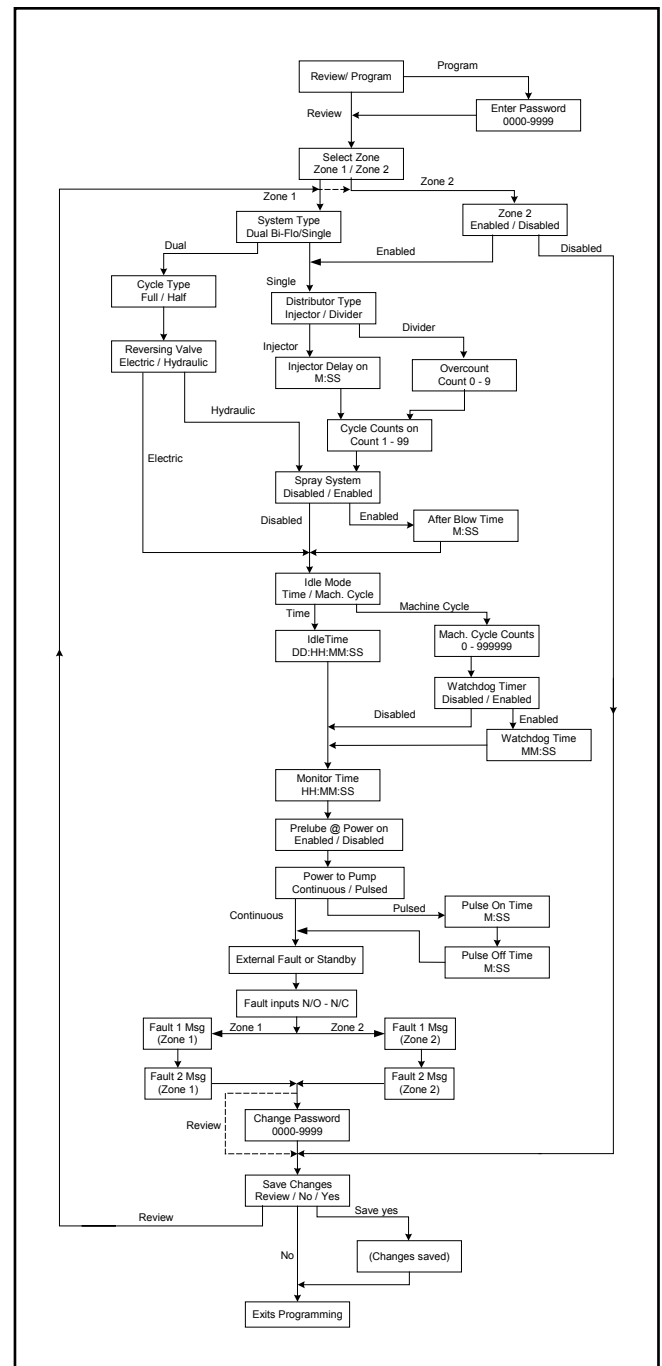 Program
Review/ Program
Review
Enter Password
0000-9999
Select Zone
Zone 1 / Zone 2
Zone 1
Zone 2
System Type
Dual Bi-Flo/Single
Zone 2
Enabled / Disabled
Dual
Enabled
Disabled
Cycle Type
Full / Half
Single
Distributor Type
Injector / Divider
Injector
Divider
Reversing Valve
Electric / Hydraulic
Injector Delay on
M:SS
Overcount
Count 0 - 9
Hydraulic
Cycle Counts on
Count 1 - 99
Electric
Spray System
Disabled / Enabled
Disabled
Enabled
After Blow Time
M:SS
Idle Mode
Time / Mach. Cycle
Time
Machine Cycle
IdleTime
DD:HH:MM:SS
Mach. Cycle Counts
0 - 999999
Watchdog Timer
Disabled / Enabled
Disabled
Enabled
Watchdog Time
MM:SS
Monitor Time
HH:MM:SS
Prelube @ Power on
Enabled / Disabled
Power to Pump
Continuous / Pulsed
Continuous
Pulsed
Pulse On Time
M:SS
Pulse Off Time
M:SS
External Fault or Standby
Fault inputs N/O - N/C
Zone 1
Zone 2
Fault 1 Msg
(Zone 1)
Fault 1 Msg
(Zone 2)
Fault 2 Msg
(Zone 1)
Fault 2 Msg
(Zone 2)
Review
Change Password
0000-9999
Save Changes
Review / No / Yes
Review
Save yes
No
(Changes saved)
Exits Programming